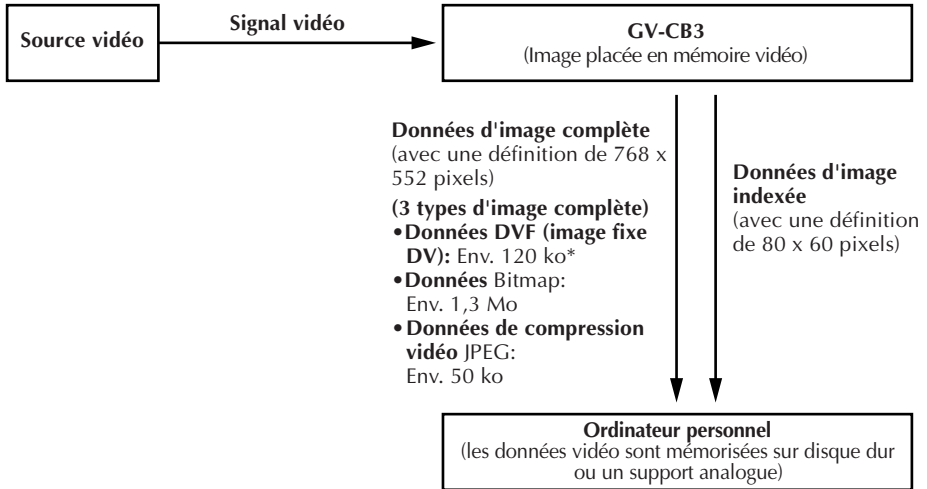 Source vidéo
Signal vidéo
GV-CB3
(Image placée en mémoire vidéo)
Données d'image complète
(avec une définition de 768 x
552 pixels)
(3 types d'image complète)
•Données DVF (image fixe
DV): Env. 120 ko*
•Données Bitmap:
Env. 1,3 Mo
•Données de compression
vidéo JPEG:
Env. 50 ko
Données d'image
indexée
(avec une définition
de 80 x 60 pixels)
Ordinateur personnel
(les données vidéo sont mémorisées sur disque dur
ou un support analogue)